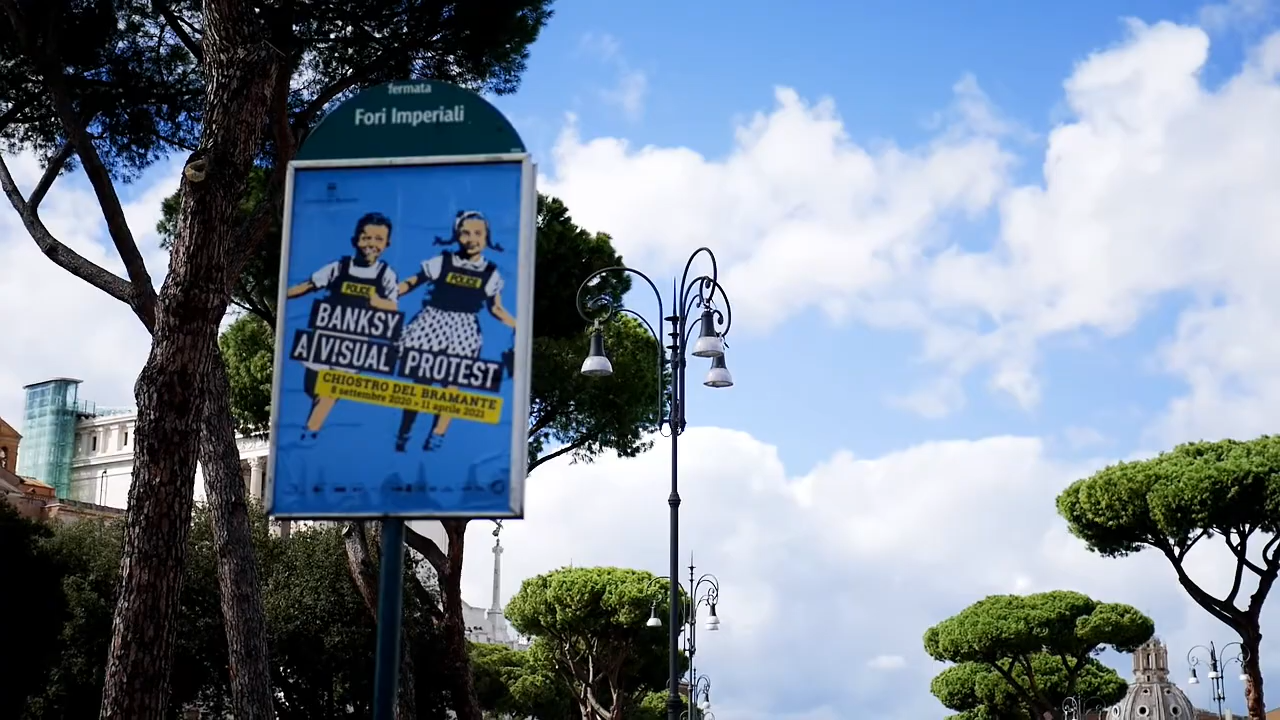 fermata
Fori Imperiali
POLICE
POLICE
BANKSY
A VISUAL PROTEST
CHIOSTRO DEL BRAMANTE
8 settembre 2020 > 11 aprile 2021